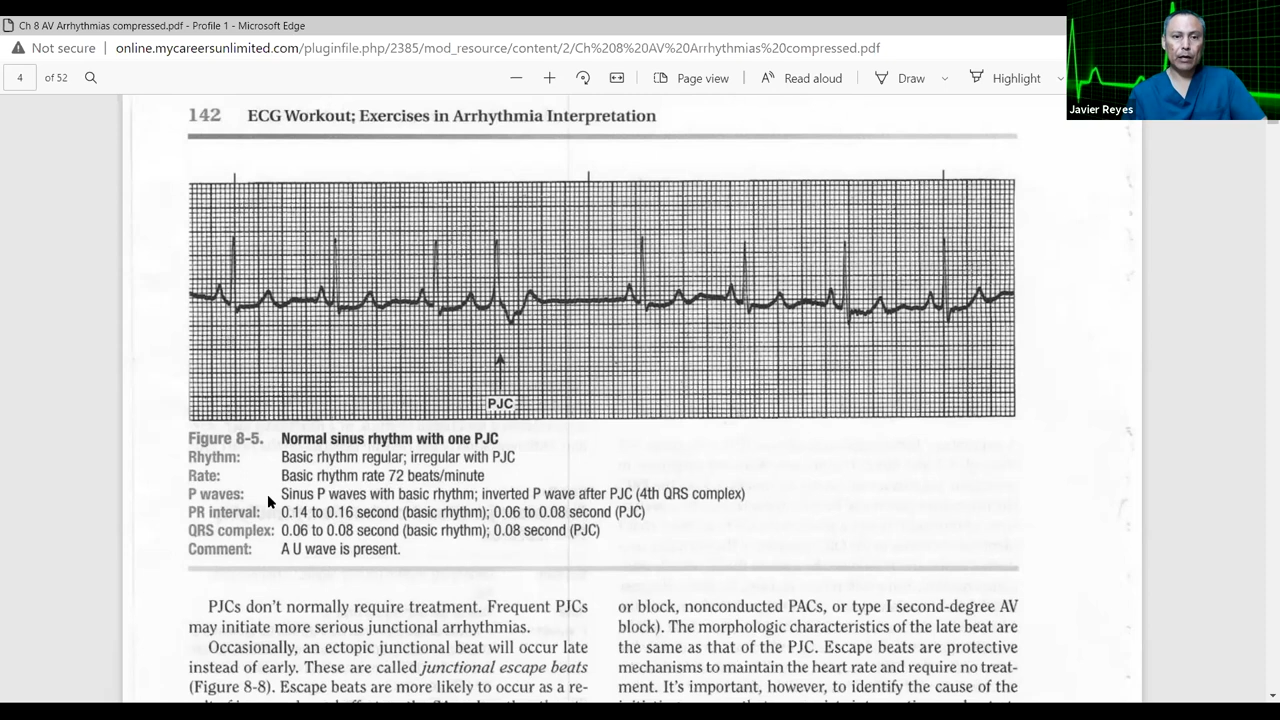 Ch 8 AV Arrhythmias compressed.pdf - Profile 1 - Microsoft Edge
Not secure online.mycareersunlimited.com/pluginfile.php/2385/mod_resource/content/2/Ch%208%20AV%20Arrhythmias%20compressed.pdf
4 of 52 Page view Read aloud Draw Highlight
Javier Reyes
142 ECG Workout; Exercises in Arrhythmia Interpretation
PJC
Figure 8-5. Normal sinus rhythm with one PJC
Rhythm: Basic rhythm regular; irregular with PJC
Rate: Basic rhythm rate 72 beats/minute
P waves: Sinus P waves with basic rhythm; inverted P wave after PJC (4th QRS complex)
PR interval: 0.14 to 0.16 second (basic rhythm); 0.06 to 0.08 second (PJC)
QRS complex: 0.06 to 0.08 second (basic rhythm); 0.08 second (PJC)
Comment: A U wave is present.
PJCs don't normally require treatment. Frequent PJCs
may initiate more serious junctional arrhythmias.
Occasionally, an ectopic junctional beat will occur late
instead of early. These are called junctional escape beats
(Figure 8-8). Escape beats are more likely to occur as a re-
or block, nonconducted PACs, or type I second-degree AV
block). The morphologic characteristics of the late beat are
the same as that of the PJC. Escape beats are protective
mechanisms to maintain the heart rate and require no treat-
ment. It's important, however, to identify the cause of the